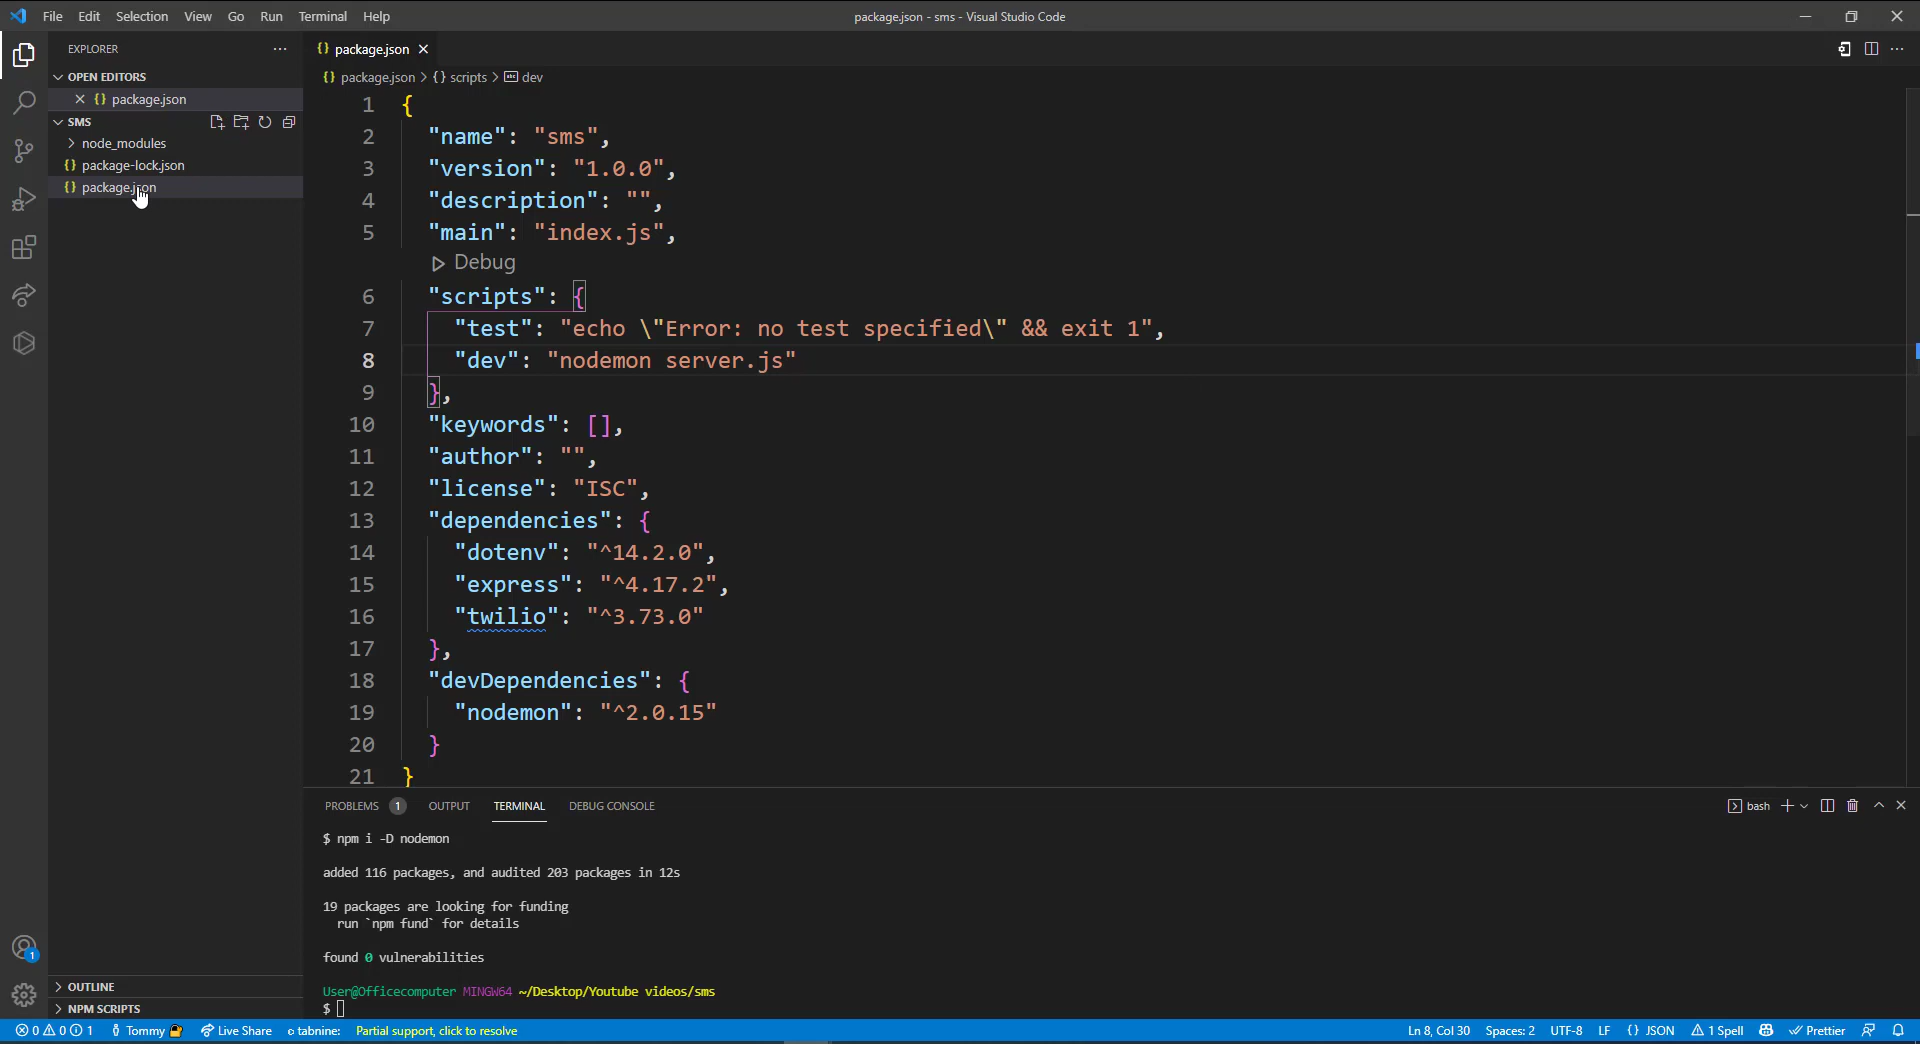 File Edit Selection View Go Run Terminal Help
package.json - sms - Visual Studio Code
EXPLORER
OPEN EDITORS
package.json
SMS
node_modules
package-lock.json
package.json
package.json
package.json > {} scripts > dev
1 {
2 "name": "sms",
3 "version": "1.0.0",
4 "description": "",
5 "main": "index.js",
Debug
6 "scripts": {
7 "test": "echo \"Error: no test specified\" && exit 1",
8 "dev": "nodemon server.js"
9 },
10 "keywords": [],
11 "author": "",
12 "license": "ISC",
13 "dependencies": {
14 "dotenv": "^14.2.0",
15 "express": "^4.17.2",
16 "twilio": "^3.73.0"
17 },
18 "devDependencies": {
19 "nodemon": "^2.0.15"
20 }
21 }
PROBLEMS 1 OUTPUT TERMINAL DEBUG CONSOLE
bash
$ npm i -D nodemon
added 116 packages, and audited 203 packages in 12s
19 packages are looking for funding
run `npm fund` for details
found 0 vulnerabilities
User@Officecomputer MINGW64 ~/Desktop/Youtube videos/sms
$
1
OUTLINE
NPM SCRIPTS
0 0 1 Tommy Live Share tabnine: Partial support, click to resolve
Ln 8, Col 30 Spaces: 2 UTF-8 LF {} JSON 1 Spell Prettier